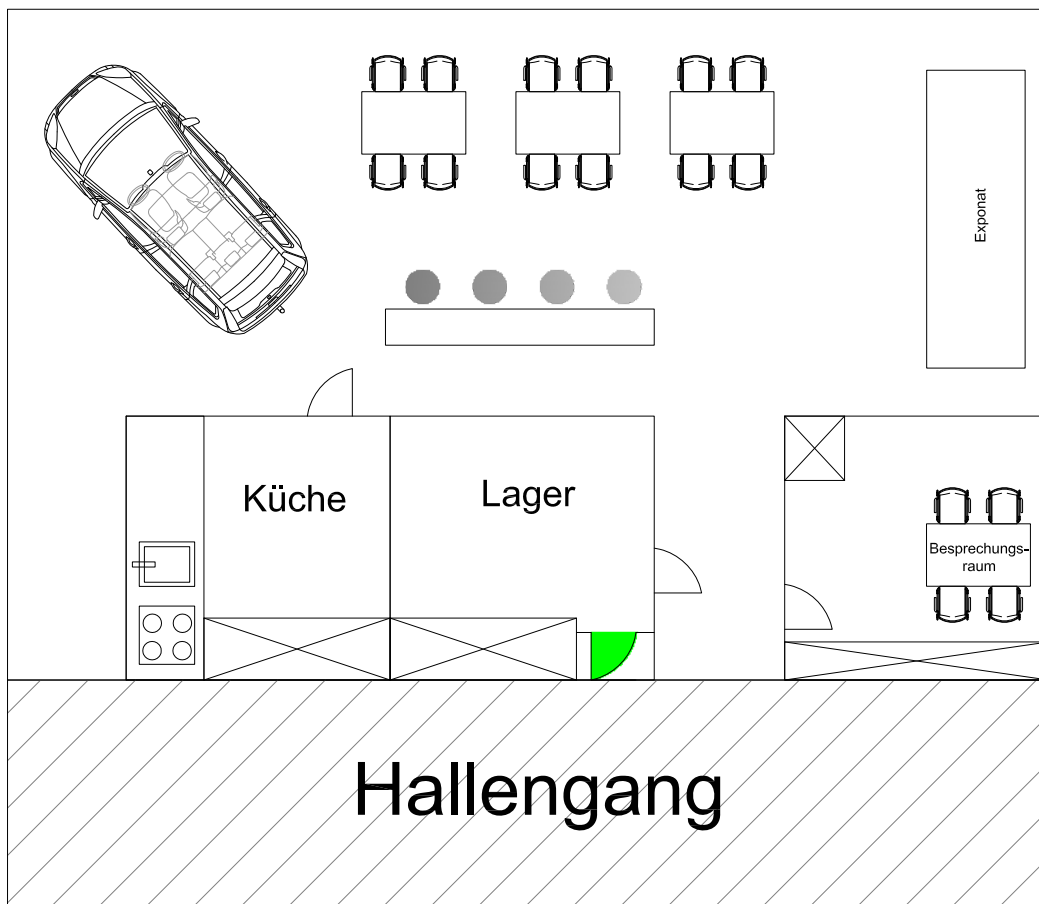 Exponat
Küche
Lager
Besprechungs-
raum
Hallengang